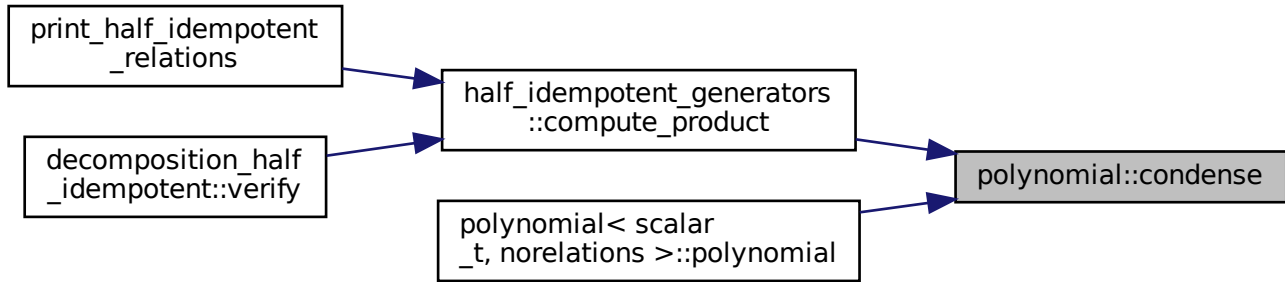 print_half_idempotent
_relations
decomposition_half
_idempotent::verify
half_idempotent_generators
::compute_product
polynomial< scalar
_t, norelations >::polynomial
polynomial::condense